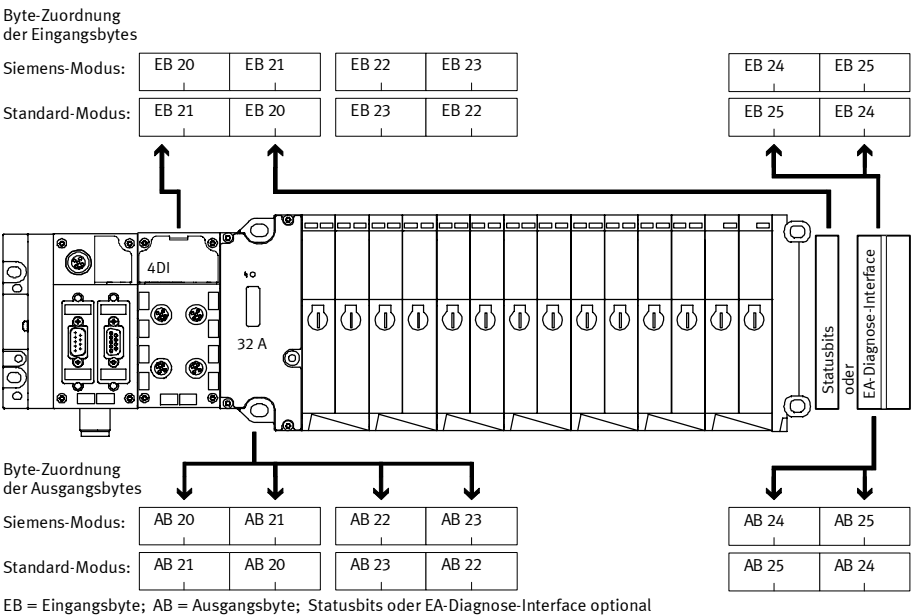 Byte-Zuordnung
der Eingangsbytes
Siemens-Modus: EB 20 EB 21 EB 22 EB 23 EB 24 EB 25
Standard-Modus: EB 21 EB 20 EB 23 EB 22 EB 25 EB 24
4DI
32 A
Statusbits
oder
EA-Diagnose-Interface
Byte-Zuordnung
der Ausgangsbytes
Siemens-Modus: AB 20 AB 21 AB 22 AB 23 AB 24 AB 25
Standard-Modus: AB 21 AB 20 AB 23 AB 22 AB 25 AB 24
EB = Eingangsbyte; AB = Ausgangsbyte; Statusbits oder EA-Diagnose-Interface optional